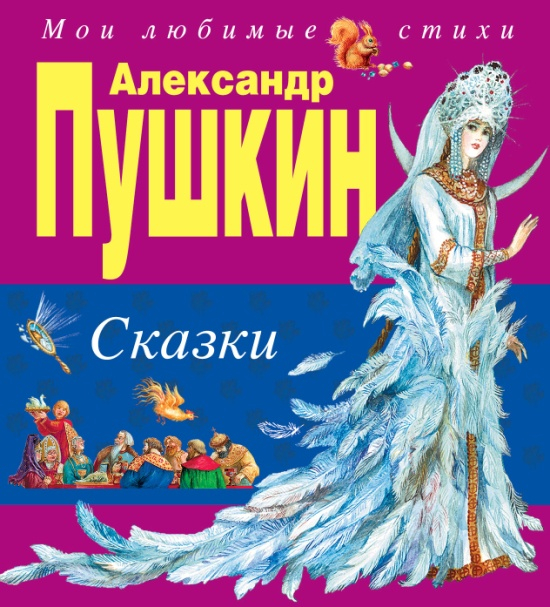 Мои любимые стихи
Александр
Пушкин
Сказки